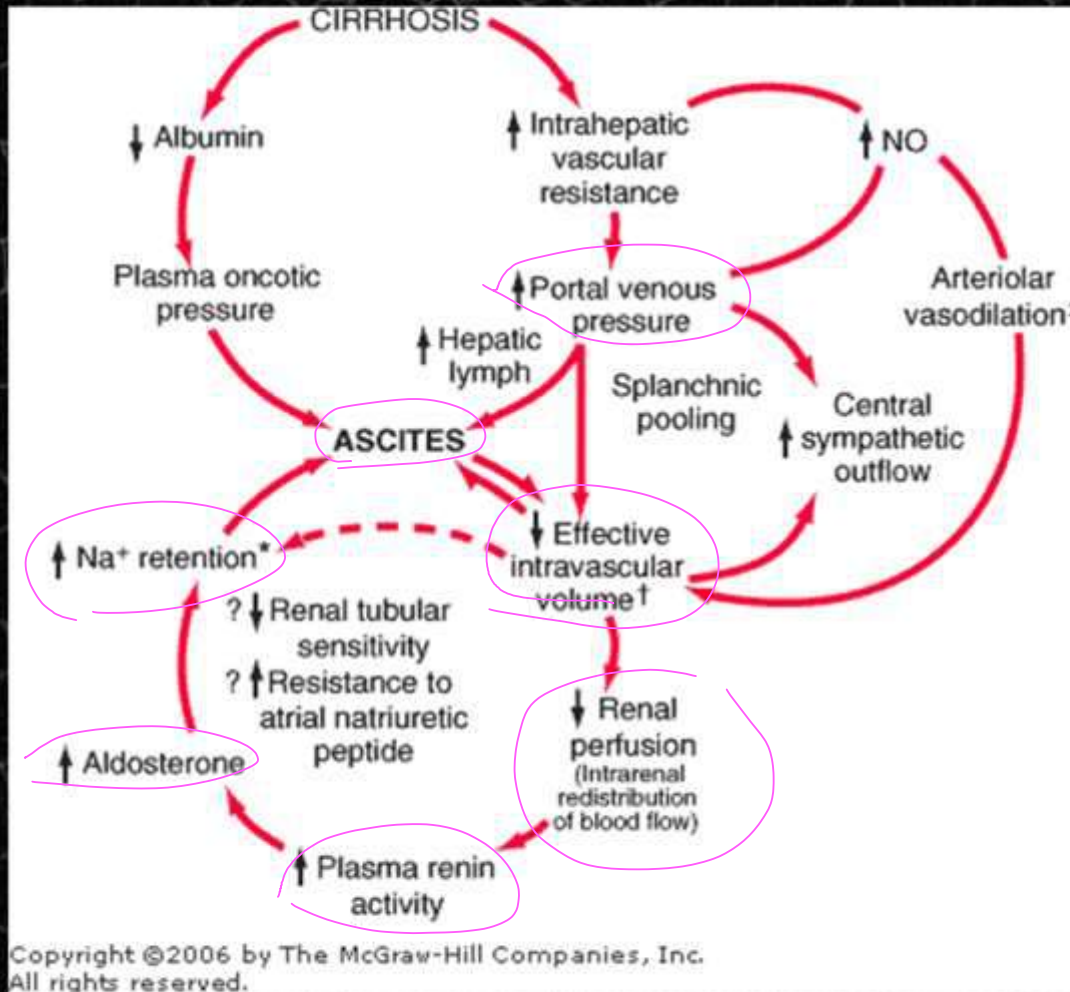 CIRRHOSIS
↓ Albumin
↑ Intrahepatic
vascular
resistance
↑ NO
Plasma oncotic
pressure
↑ Portal venous
pressure
Arteriolar
vasodilation
↑ Hepatic
lymph
Splanchnic
pooling
Central
↑ sympathetic
outflow
ASCITES
↑ Na⁺ retention*
↓ Effective
intravascular
volume†
? ↓ Renal tubular
sensitivity
? ↑ Resistance to
atrial natriuretic
peptide
↓ Renal
perfusion
(Intrarenal
redistribution
of blood flow)
↑ Aldosterone
↑ Plasma renin
activity
Copyright ©2006 by The McGraw-Hill Companies, Inc.
All rights reserved.